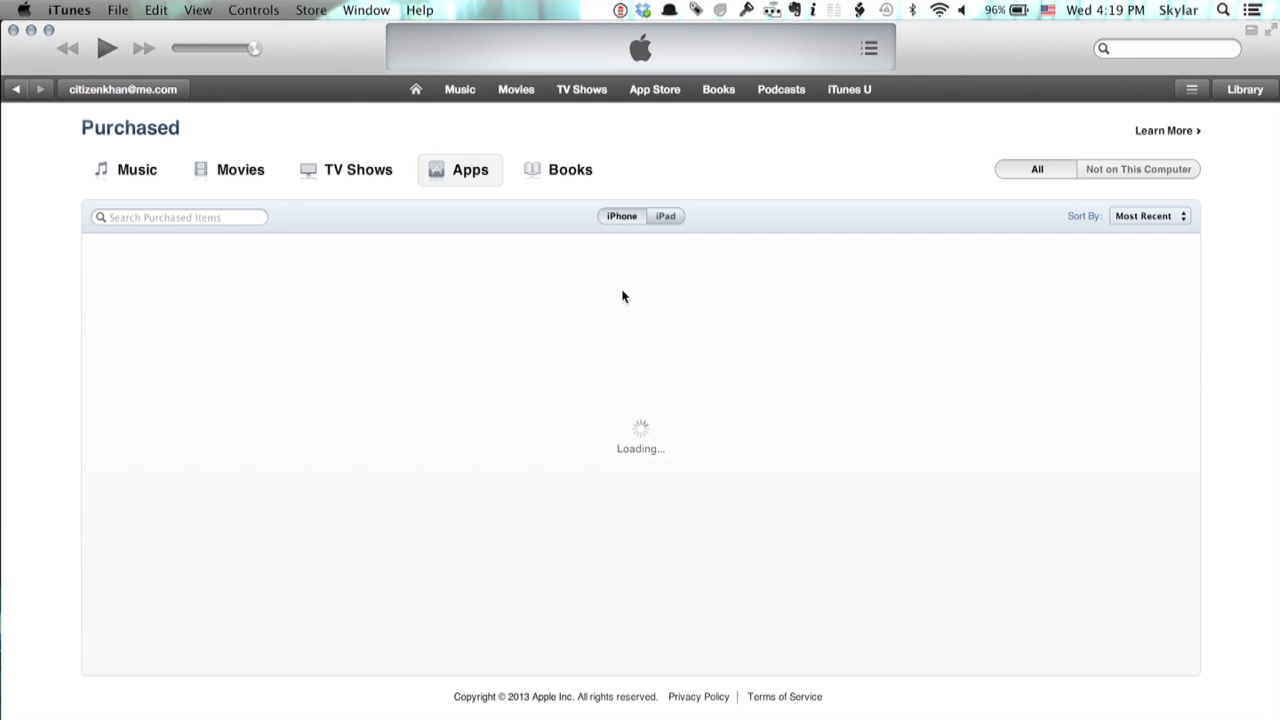 iTunes File Edit View Controls Store Window Help 96% Wed 4:19 PM Skylar
citizenkhan@me.com Music Movies TV Shows App Store Books Podcasts iTunes U Library
Purchased
Learn More ›
Music Movies TV Shows Apps Books All Not on This Computer
Search Purchased Items iPhone iPad Sort By: Most Recent
Loading...
Copyright © 2013 Apple Inc. All rights reserved. Privacy Policy | Terms of Service